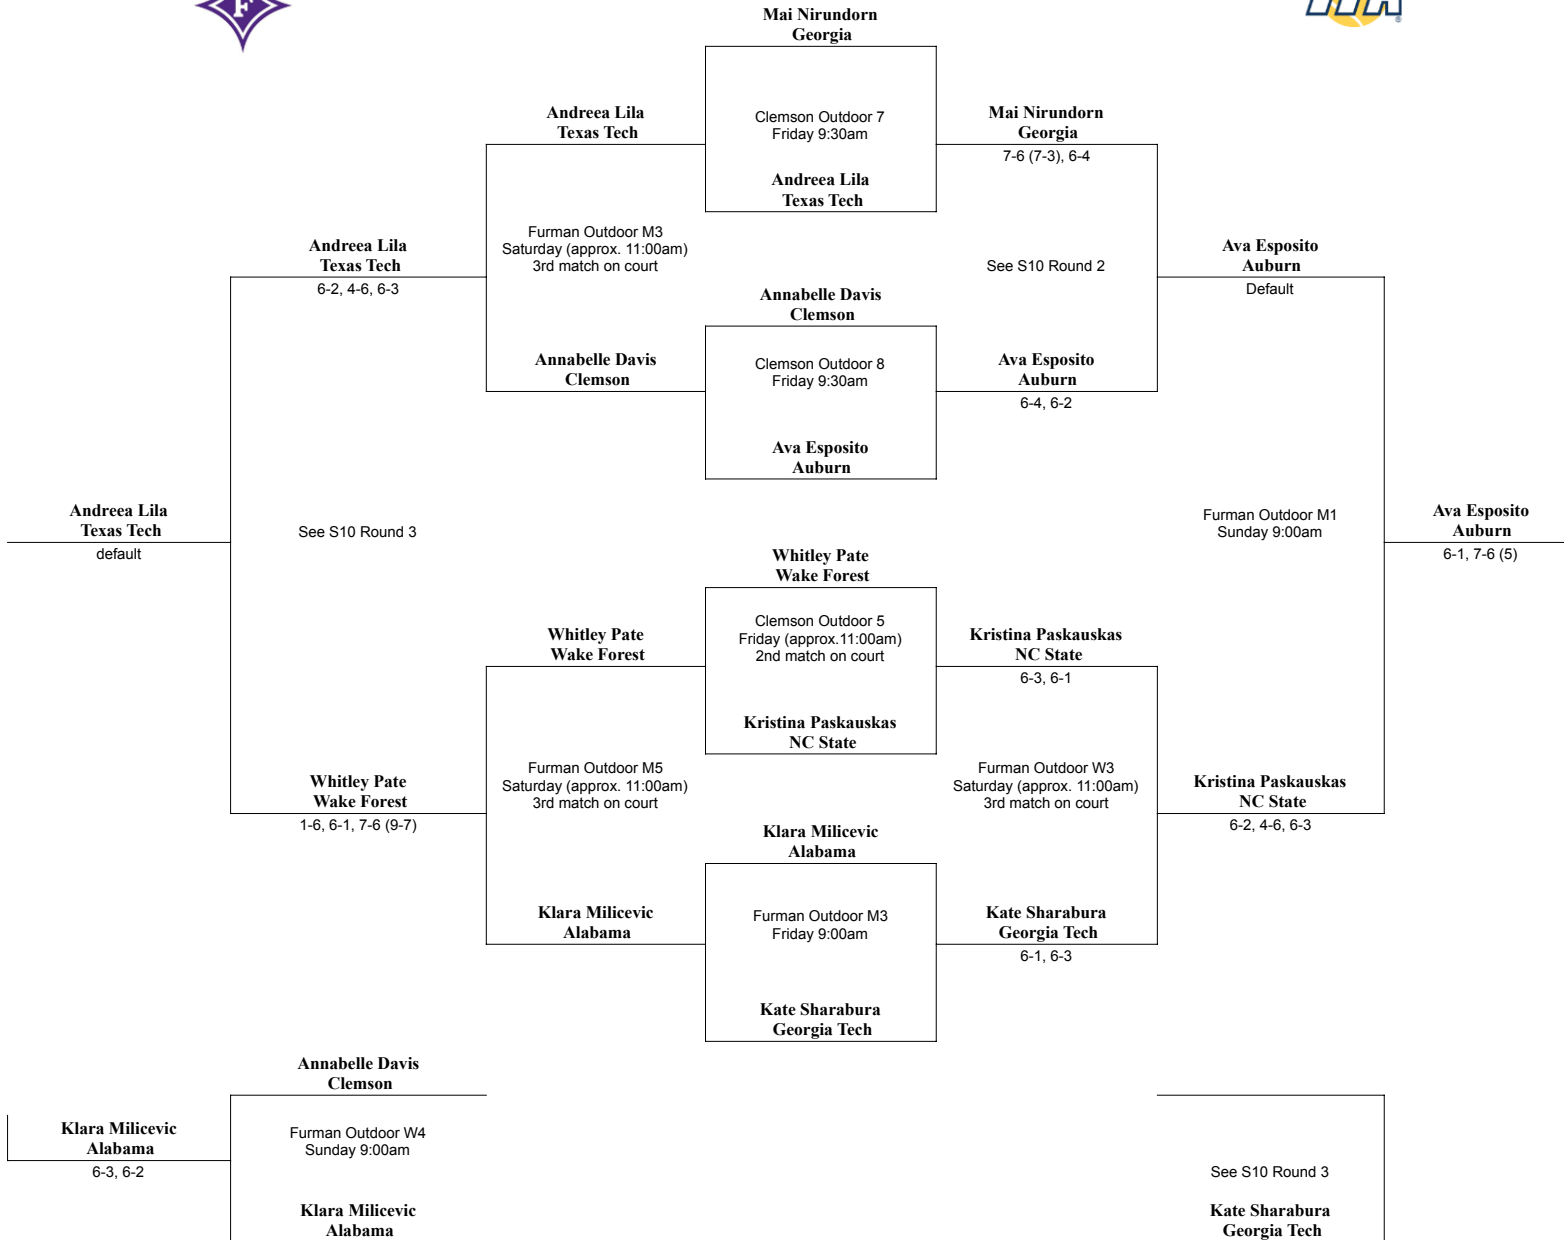 F
Mai Nirundorn
Georgia
Andreea Lila
Texas Tech
Clemson Outdoor 7
Friday 9:30am
Mai Nirundorn
Georgia
7-6 (7-3), 6-4
Andreea Lila
Texas Tech
Andreea Lila
Texas Tech
6-2, 4-6, 6-3
Furman Outdoor M3
Saturday (approx. 11:00am)
3rd match on court
See S10 Round 2
Ava Esposito
Auburn
Default
Annabelle Davis
Clemson
Annabelle Davis
Clemson
Clemson Outdoor 8
Friday 9:30am
Ava Esposito
Auburn
6-4, 6-2
Ava Esposito
Auburn
Andreea Lila
Texas Tech
default
See S10 Round 3
Furman Outdoor M1
Sunday 9:00am
Ava Esposito
Auburn
6-1, 7-6 (5)
Whitley Pate
Wake Forest
Whitley Pate
Wake Forest
Clemson Outdoor 5
Friday (approx.11:00am)
2nd match on court
Kristina Paskauskas
NC State
6-3, 6-1
Kristina Paskauskas
NC State
Whitley Pate
Wake Forest
1-6, 6-1, 7-6 (9-7)
Furman Outdoor M5
Saturday (approx. 11:00am)
3rd match on court
Furman Outdoor W3
Saturday (approx. 11:00am)
3rd match on court
Kristina Paskauskas
NC State
6-2, 4-6, 6-3
Klara Milicevic
Alabama
Klara Milicevic
Alabama
Furman Outdoor M3
Friday 9:00am
Kate Sharabura
Georgia Tech
6-1, 6-3
Kate Sharabura
Georgia Tech
Annabelle Davis
Clemson
Klara Milicevic
Alabama
6-3, 6-2
Furman Outdoor W4
Sunday 9:00am
Klara Milicevic
Alabama
See S10 Round 3
Kate Sharabura
Georgia Tech